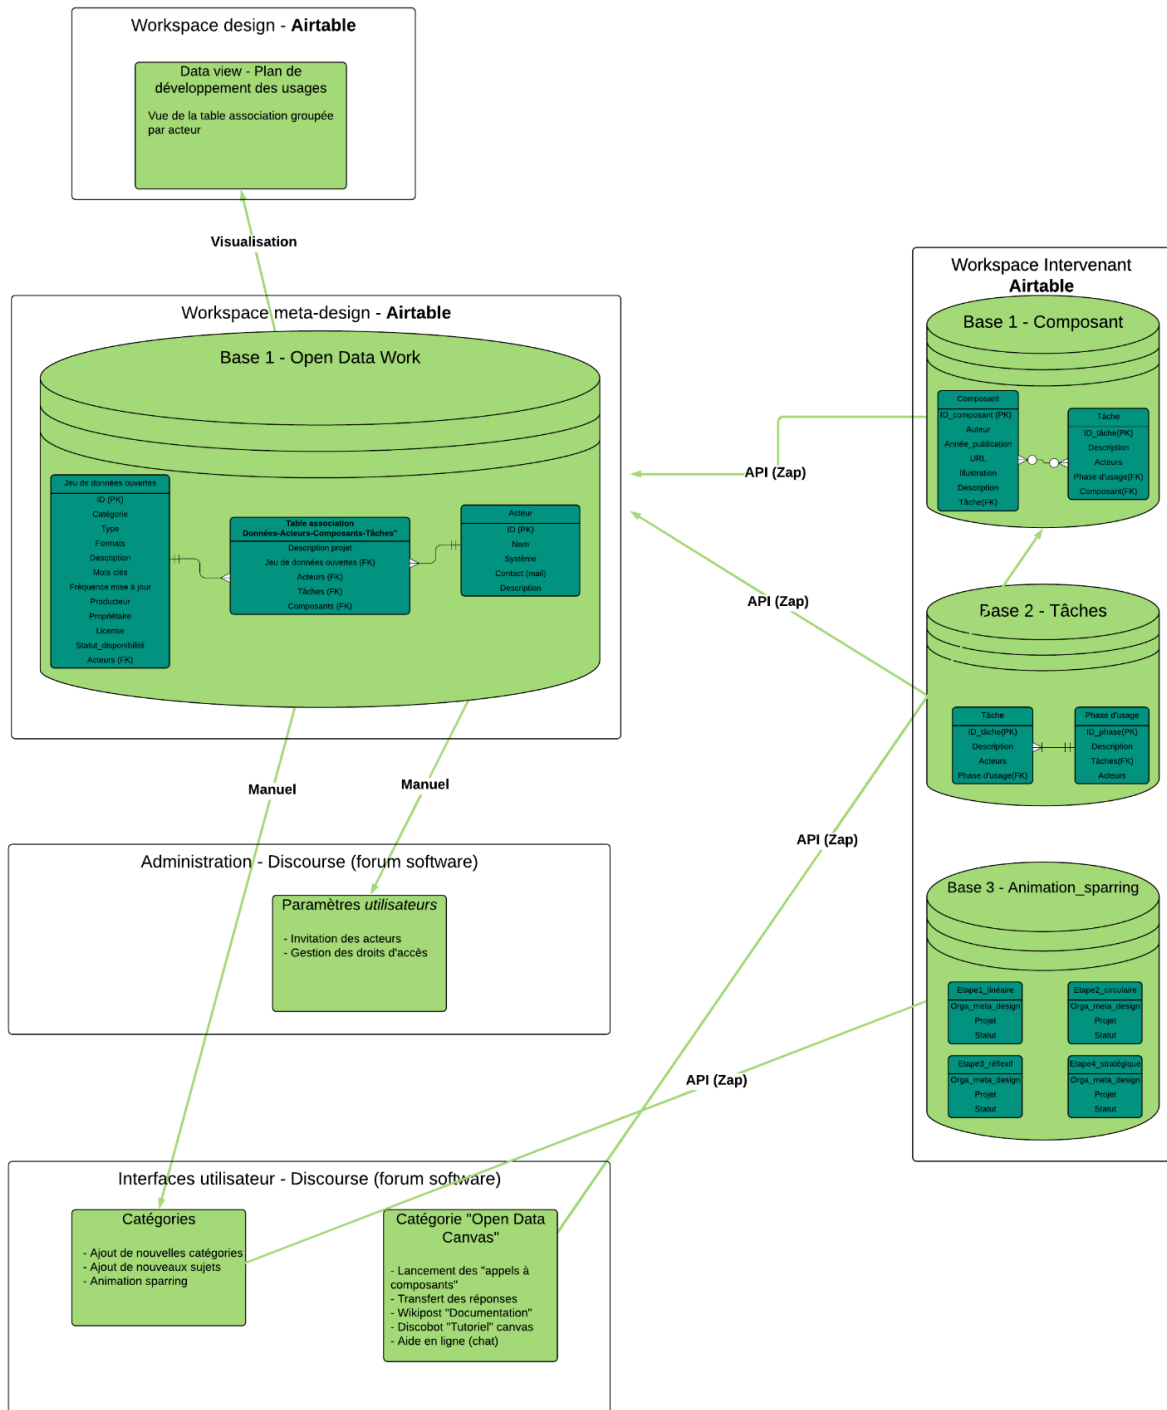 Workspace design - Airtable
Data view - Plan de
développement des usages
Vue de la table association groupée
par acteur
Visualisation
Workspace meta-design - Airtable
Base 1 - Open Data Work
Jeu de données ouvertes
ID (PK)
Catégorie
Type
Formats
Description
Mots clés
Fréquence mise à jour
Producteur
Propriétaire
License
Statut_disponibilité
Acteurs (FK)
Table association
Données-Acteurs-Composants-Tâches"
Description projet
Jeu de données ouvertes (FK)
Acteurs (FK)
Tâches (FK)
Composants (FK)
Acteur
ID (PK)
Nom
Système
Contact (mail)
Description
API (Zap)
API (Zap)
Workspace Intervenant
Airtable
Base 1 - Composant
Composant
ID_composant (PK)
Auteur
Année_publication
URL
Illustration
Description
Tâche(FK)
Tâche
ID_tâche(PK)
Description
Acteurs
Phase d'usage(FK)
Composant(FK)
Base 2 - Tâches
Tâche
ID_tâche(PK)
Description
Acteurs
Phase d'usage(FK)
Phase d'usage
ID_phase(PK)
Description
Tâches(FK)
Acteurs
Manuel
Manuel
API (Zap)
Administration - Discourse (forum software)
Paramètres utilisateurs
- Invitation des acteurs
- Gestion des droits d'accès
Base 3 - Animation_sparring
Etape1_linéaire
Orga_meta_design
Projet
Statut
Etape2_circulaire
Orga_meta_design
Projet
Statut
Etape3_réflexif
Orga_meta_design
Projet
Statut
Etape4_stratégique
Orga_meta_design
Projet
Statut
API (Zap)
Interfaces utilisateur - Discourse (forum software)
Catégories
- Ajout de nouvelles catégories
- Ajout de nouveaux sujets
- Animation sparring
Catégorie "Open Data
Canvas"
- Lancement des "appels à
composants"
- Transfert des réponses
- Wikipost "Documentation"
- Discobot "Tutoriel" canvas
- Aide en ligne (chat)